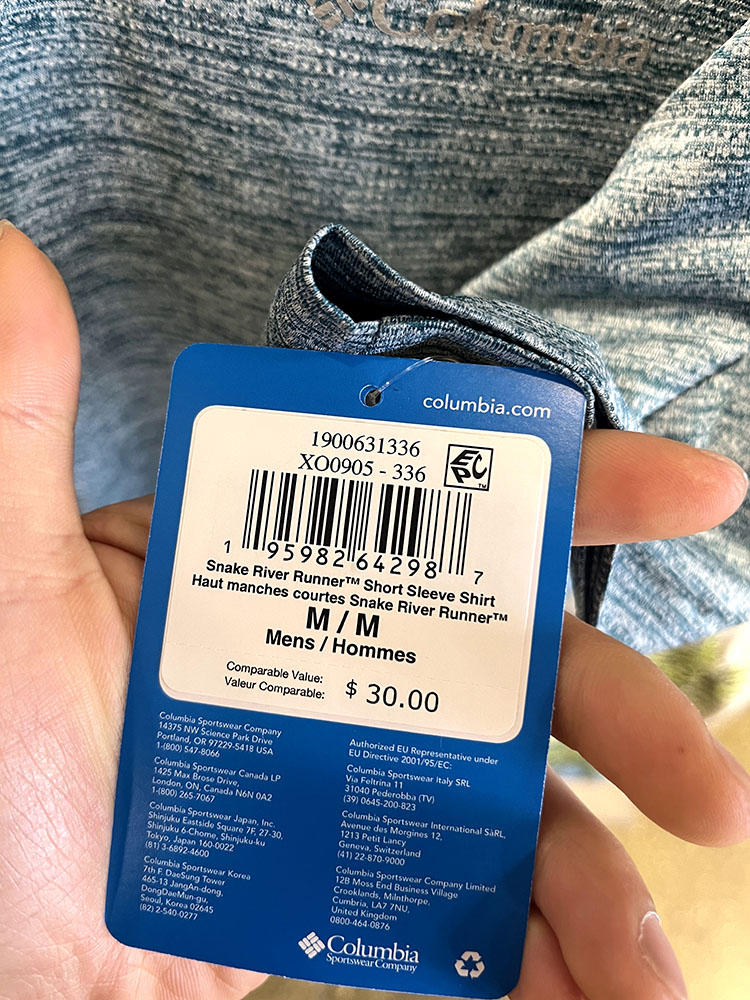 Columbia
columbia.com
1900631336
XO0905 - 336
EPC™
1 95982 64298 7
Snake River Runner™ Short Sleeve Shirt
Haut manches courtes Snake River Runner™
M / M
Mens / Hommes
Comparable Value:
Valeur Comparable:
$ 30.00
Columbia Sportswear Company
14375 NW Science Park Drive
Portland, OR 97229-5418 USA
1-(800) 547-8066
Columbia Sportswear Canada LP
1425 Max Brose Drive,
London, ON, Canada N6N 0A2
1-(800) 265-7067
Columbia Sportswear Japan, Inc.
Shinjuku Eastside Square 7F, 27-30,
Shinjuku 6-Chome, Shinjuku-ku
Tokyo, Japan 160-0022
(81) 3-6892-4600
Columbia Sportswear Korea
7th F. DaeSung Tower
465-13 JangAn-dong,
DongDaeMun-gu,
Seoul, Korea 02645
(82) 2-540-0277
Authorized EU Representative under
EU Directive 2001/95/EC:
Columbia Sportswear Italy SRL
Via Feltrina 11
31040 Pederobba (TV)
(39) 0645-200-823
Columbia Sportswear International SàRL,
Avenue des Morgines 12,
1213 Petit Lancy
Geneva, Switzerland
(41) 22-870-9000
Columbia Sportswear Company Limited
12B Moss End Business Village
Crooklands, Milnthorpe,
Cumbria, LA7 7NU,
United Kingdom
0800-464-0876
Columbia
Sportswear Company